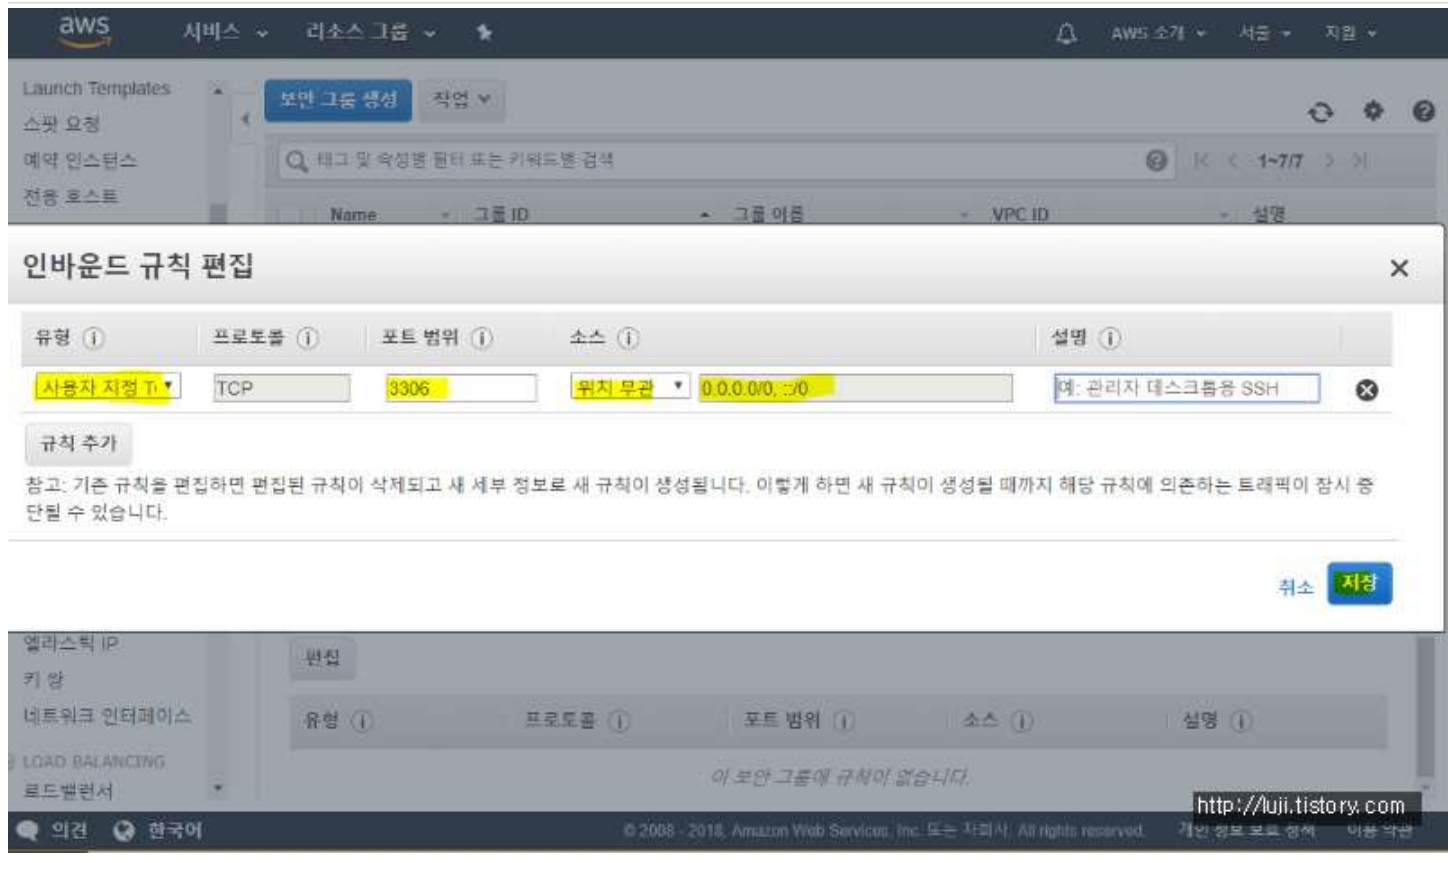 aws 서비스 리소스 그룹 AWS 소개 서울 지원
Launch Templates
스팟 요청
예약 인스턴스
전용 호스트
보안 그룹 생성 작업
태그 및 속성별 필터 또는 키워드별 검색 1~7/7
Name 그룹 ID 그룹 이름 VPC ID 설명
인바운드 규칙 편집
유형 프로토콜 포트 범위 소스 설명
사용자 지정 TCP 3306 위치 무관 0.0.0.0/0, ::/0 예: 관리자 데스크톱용 SSH
규칙 추가
참고: 기존 규칙을 편집하면 편집된 규칙이 삭제되고 새 세부 정보로 새 규칙이 생성됩니다. 이렇게 하면 새 규칙이 생성될 때까지 해당 규칙에 의존하는 트래픽이 잠시 중
단될 수 있습니다.
취소 저장
엘라스틱 IP
키 쌍
네트워크 인터페이스
LOAD BALANCING
로드밸런서
편집
유형 프로토콜 포트 범위 소스 설명
이 보안 그룹에 규칙이 없습니다.
http://luji.tistory.com
의견 한국어 © 2008 - 2018, Amazon Web Services, Inc. 또는 자회사. All rights reserved. 개인 정보 보호 정책 이용 약관